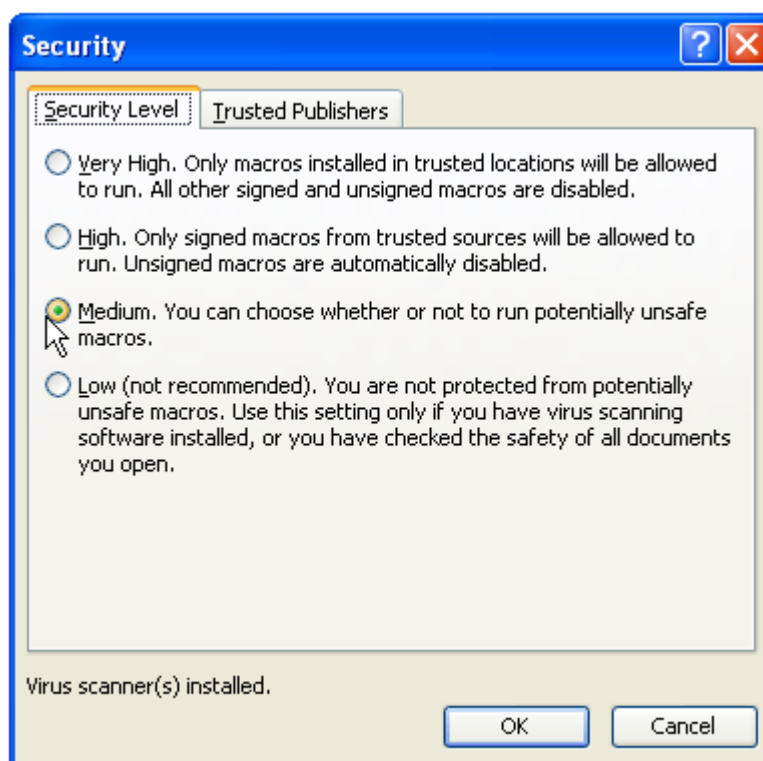 Security
Security Level
Trusted Publishers
Very High. Only macros installed in trusted locations will be allowed
to run. All other signed and unsigned macros are disabled.
High. Only signed macros from trusted sources will be allowed to
run. Unsigned macros are automatically disabled.
Medium. You can choose whether or not to run potentially unsafe
macros.
Low (not recommended). You are not protected from potentially
unsafe macros. Use this setting only if you have virus scanning
software installed, or you have checked the safety of all documents
you open.
Virus scanner(s) installed.
OK
Cancel